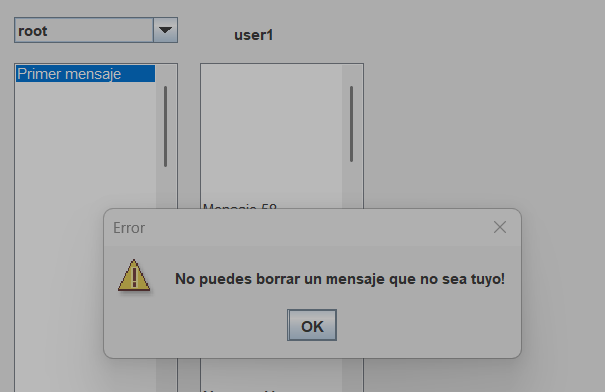 root
user1
Primer mensaje
Mensaje 58
Error
No puedes borrar un mensaje que no sea tuyo!
OK